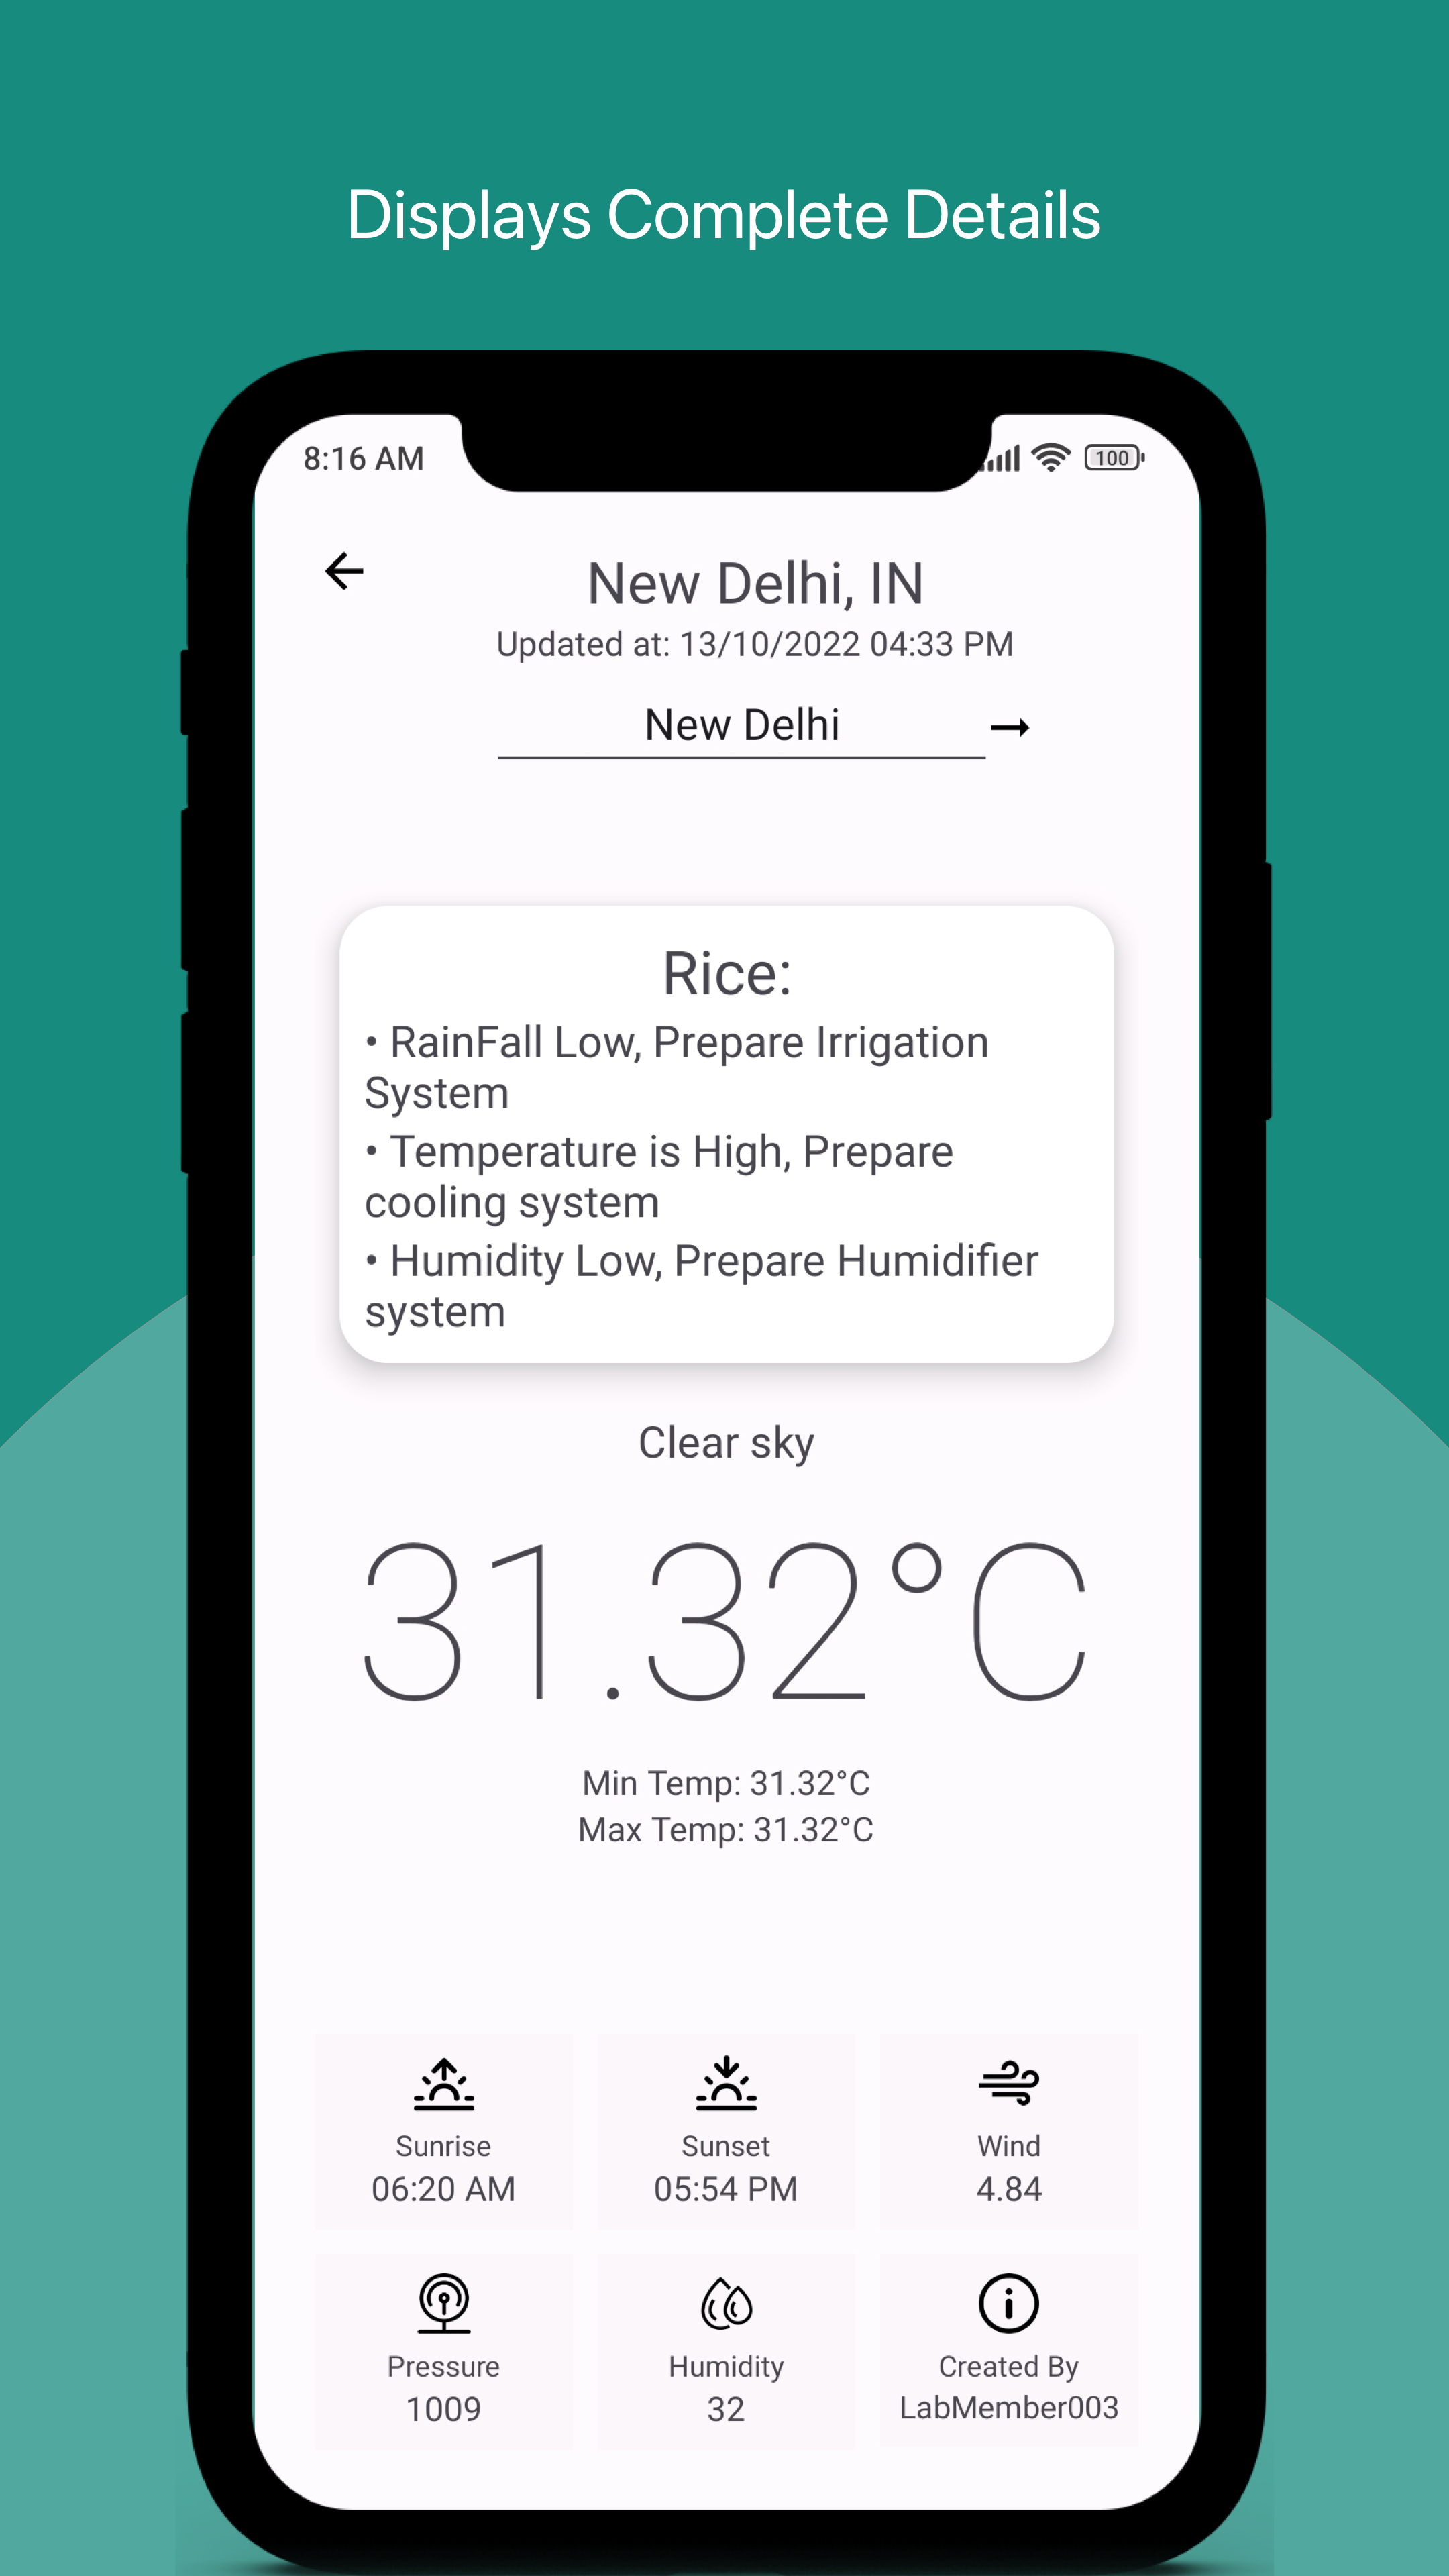 Displays Complete Details
8:16 AM
100
New Delhi, IN
Updated at: 13/10/2022 04:33 PM
New Delhi
Rice:
• RainFall Low, Prepare Irrigation
System
• Temperature is High, Prepare
cooling system
• Humidity Low, Prepare Humidifier
system
Clear sky
31.32°C
Min Temp: 31.32°C
Max Temp: 31.32°C
Sunrise
06:20 AM
Sunset
05:54 PM
Wind
4.84
Pressure
1009
Humidity
32
Created By
LabMember003